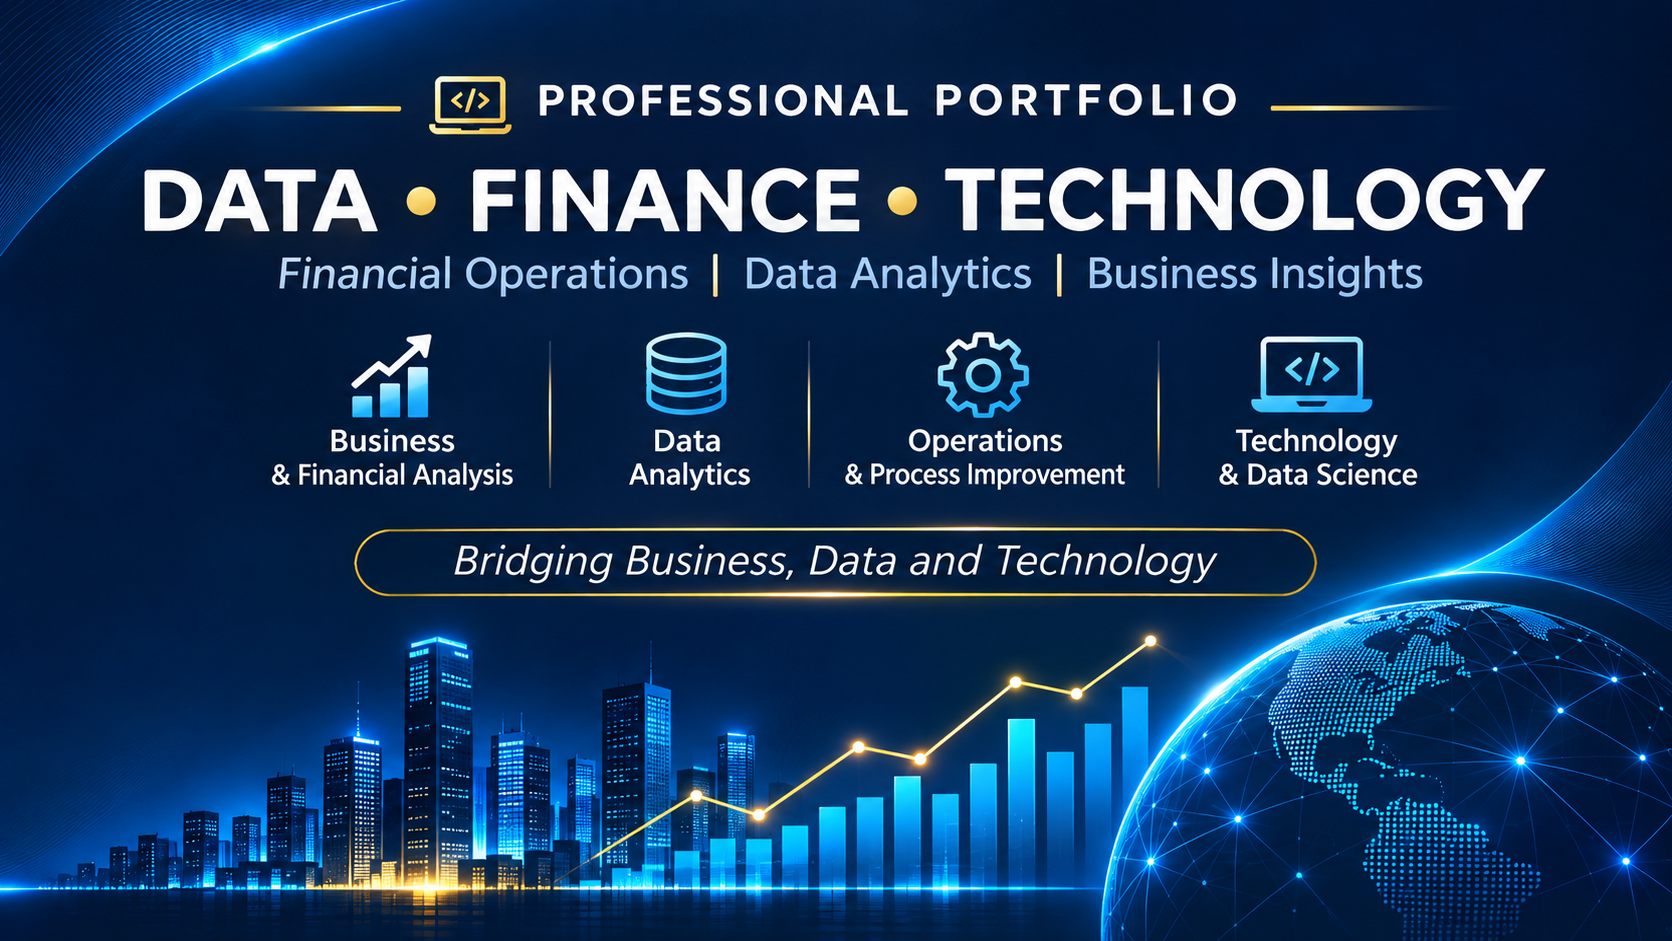 </> PROFESSIONAL PORTFOLIO
DATA • FINANCE • TECHNOLOGY
Financial Operations | Data Analytics | Business Insights
Business
& Financial Analysis
Data
Analytics
Operations
& Process Improvement
</>
Technology
& Data Science
Bridging Business, Data and Technology